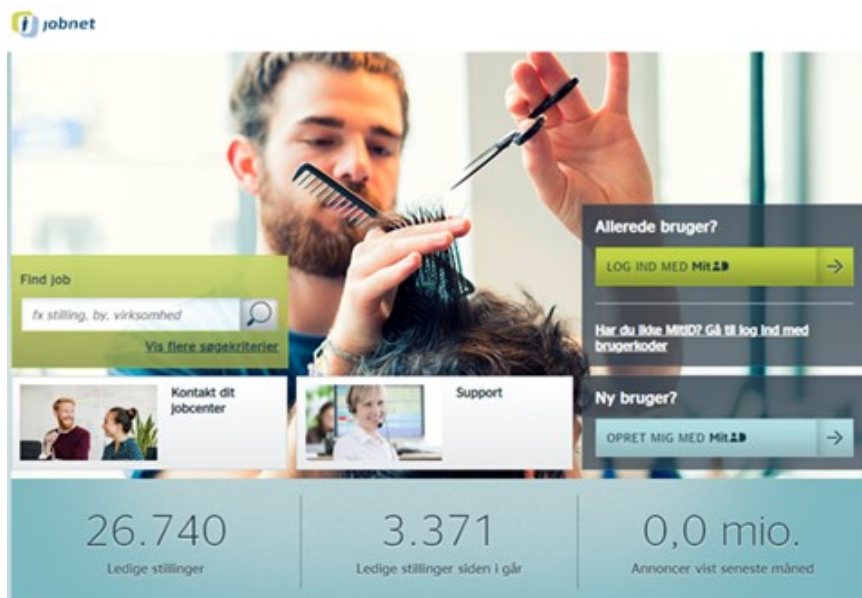 jobnet
Allerede bruger?
LOG IND MED MitID
Har du ikke MitID? Gå til log ind med
brugerkoder
Find job
fx stilling, by, virksomhed
Vis flere søgekriterier
Kontakt dit
jobcenter
Support
Ny bruger?
OPRET MIG MED MitID
26.740
Ledige stillinger
3.371
Ledige stillinger siden i går
0,0 mio.
Annoncer vist seneste måned